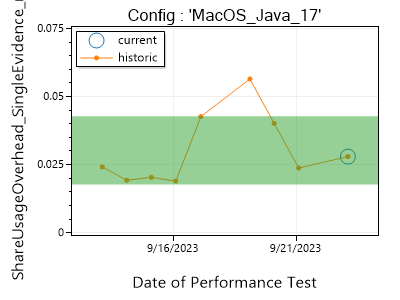 Config : 'MacOS_Java_17'
current
historic
0.075
0.05
0.025
0
ShareUsageOverhead_SingleEvidence_
9/16/2023
9/21/2023
Date of Performance Test